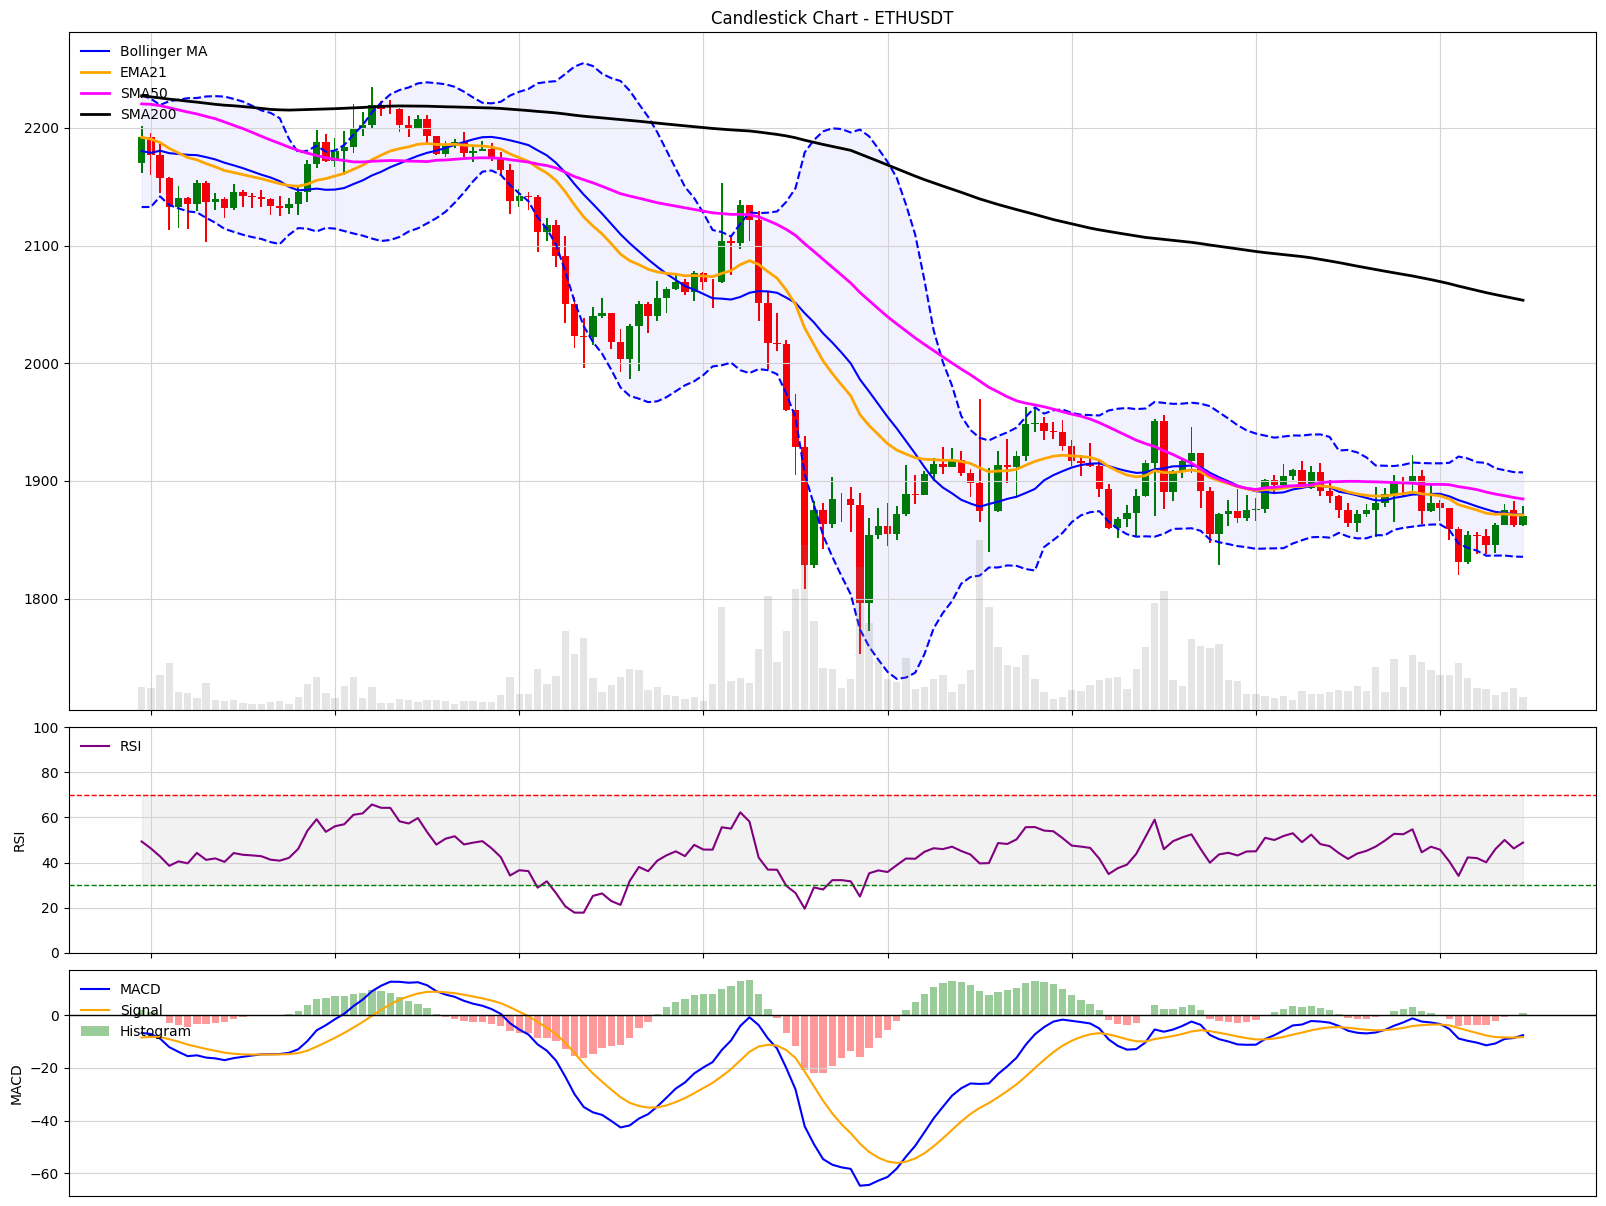 Candlestick Chart - ETHUSDT
Bollinger MA
EMA21
SMA50
SMA200
2200
2100
2000
1900
1800
100
80
60
40
20
0
RSI
RSI
MACD
Signal
Histogram
0
−20
−40
−60
MACD